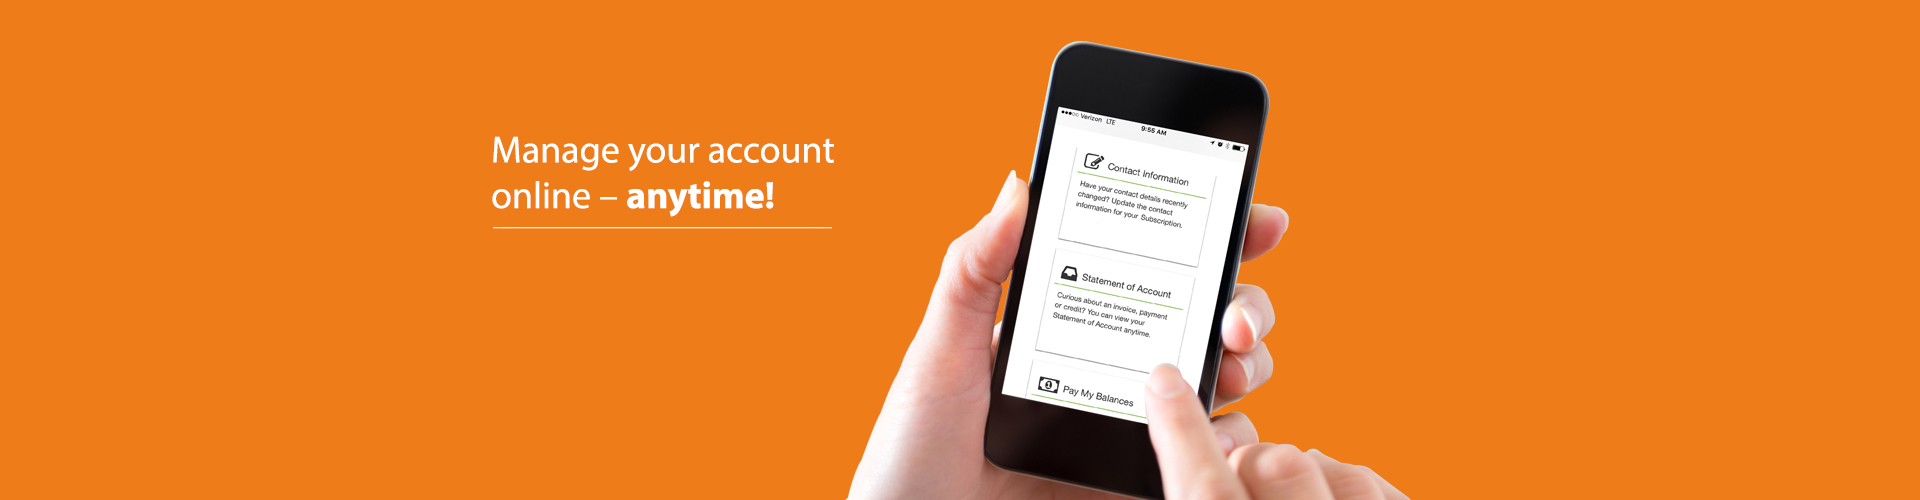 Manage your account
online – anytime!
Verizon LTE
9:55 AM
Contact Information
Have your contact details recently
changed? Update the contact
information for your Subscription.
Statement of Account
Curious about an invoice, payment
or credit? You can view your
Statement of Account anytime.
Pay My Balances